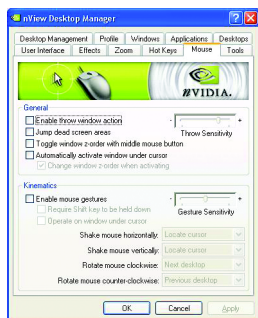 nView Desktop Manager
Desktop Management Profile Windows Applications Desktops
User Interface Effects Zoom Hot Keys Mouse Tools
NVIDIA.
General
Enable throw window action
- +
Jump dead screen areas
Throw Sensitivity
Toggle window z-order with middle mouse button
Automatically activate window under cursor
Change window z-order when activating
Kinematics
Enable mouse gestures
- +
Require Shift key to be held down
Gesture Sensitivity
Operate on window under cursor
Shake mouse horizontally: Locate cursor
Shake mouse vertically: Locate cursor
Rotate mouse clockwise: Next desktop
Rotate mouse counter-clockwise: Previous desktop
OK Cancel Apply